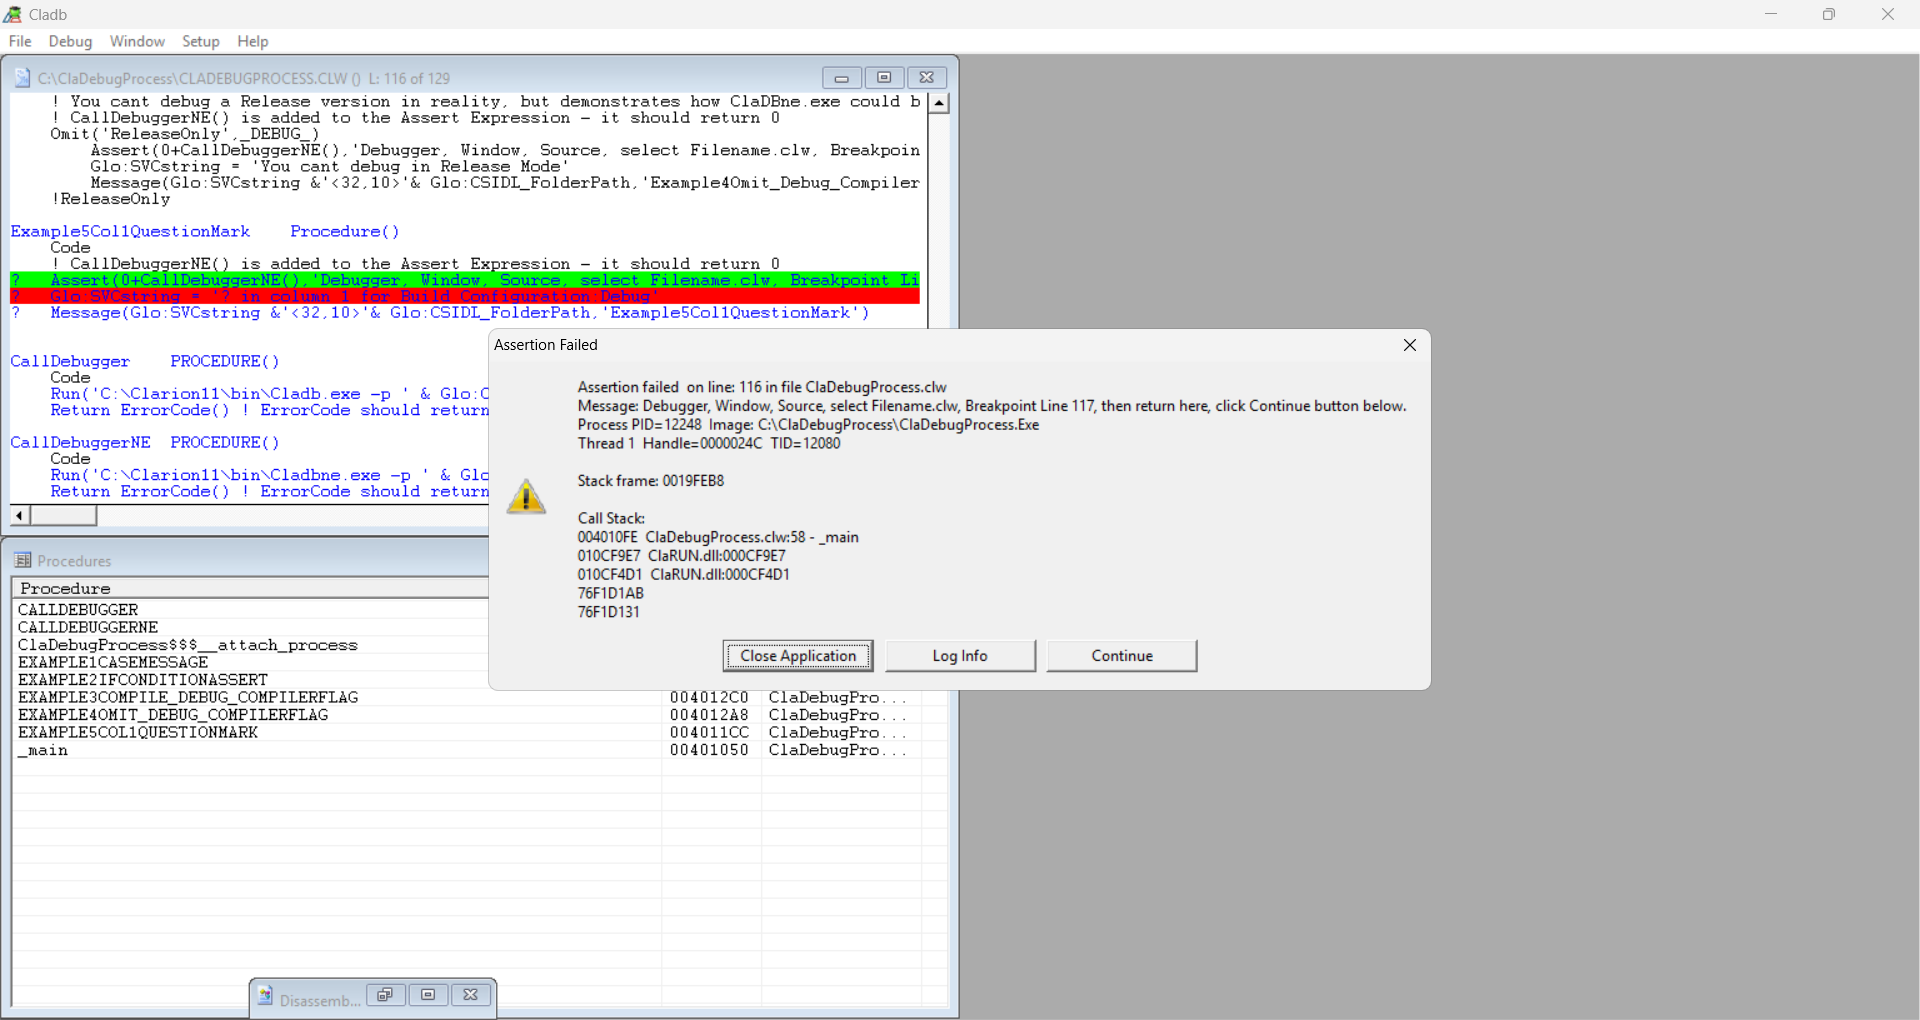 Cladb
File Debug Window Setup Help
C:\ClaDebugProcess\CLADEBUGPROCESS.CLW () L: 116 of 129
! You cant debug a Release version in reality, but demonstrates how ClaDBne.exe could b
! CallDebuggerNE() is added to the Assert Expression - it should return 0
Omit('ReleaseOnly',_DEBUG_)
Assert(0+CallDebuggerNE(),'Debugger, Window, Source, select Filename.clw, Breakpoin
Glo:SVCstring = 'You cant debug in Release Mode'
Message(Glo:SVCstring &'<32,10>'& Glo:CSIDL_FolderPath,'Example4Omit_Debug_Compiler
!ReleaseOnly
Example5Col1QuestionMark Procedure()
Code
! CallDebuggerNE() is added to the Assert Expression - it should return 0
? Assert(0+CallDebuggerNE(),'Debugger, Window, Source, select Filename.clw, Breakpoint Li
? Glo:SVCstring = '? in column 1 for Build Configuration:Debug'
? Message(Glo:SVCstring &'<32,10>'& Glo:CSIDL_FolderPath,'Example5Col1QuestionMark')
CallDebugger PROCEDURE()
Code
Run('C:\Clarion11\bin\Cladb.exe -p ' & Glo:C
Return ErrorCode() ! ErrorCode should return
CallDebuggerNE PROCEDURE()
Code
Run('C:\Clarion11\bin\Cladbne.exe -p ' & Glo
Return ErrorCode() ! ErrorCode should return
Assertion Failed
Assertion failed on line: 116 in file ClaDebugProcess.clw
Message: Debugger, Window, Source, select Filename.clw, Breakpoint Line 117, then return here, click Continue button below.
Process PID=12248 Image: C:\ClaDebugProcess\ClaDebugProcess.Exe
Thread 1 Handle=0000024C TID=12080
Stack frame: 0019FEB8
Call Stack:
004010FE ClaDebugProcess.clw:58 - _main
010CF9E7 ClaRUN.dll:000CF9E7
010CF4D1 ClaRUN.dll:000CF4D1
76F1D1AB
76F1D131
Close Application Log Info Continue
Procedures
Procedure
CALLDEBUGGER
CALLDEBUGGERNE
ClaDebugProcess$$$__attach_process
EXAMPLE1CASEMESSAGE
EXAMPLE2IFCONDITIONASSERT
EXAMPLE3COMPILE_DEBUG_COMPILERFLAG 004012C0 ClaDebugPro...
EXAMPLE4OMIT_DEBUG_COMPILERFLAG 004012A8 ClaDebugPro...
EXAMPLE5COL1QUESTIONMARK 004011CC ClaDebugPro...
_main 00401050 ClaDebugPro...
Disassemb...